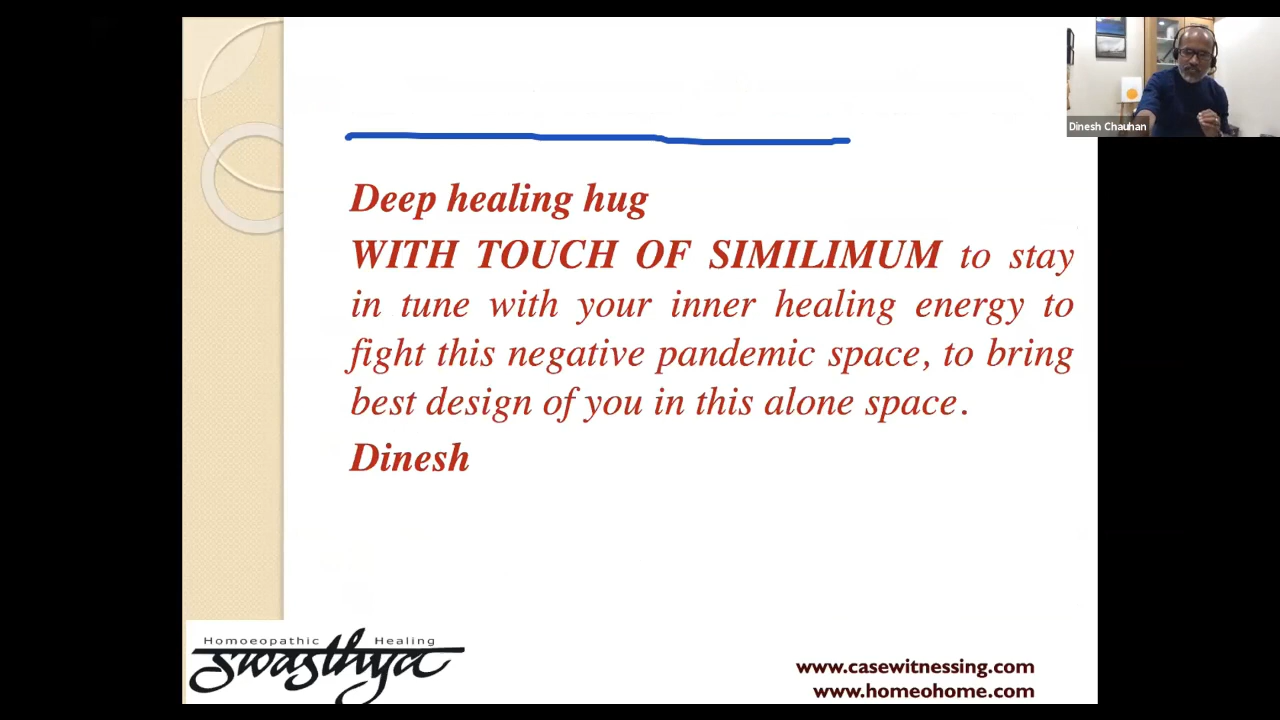 Dinesh Chauhan
Deep healing hug
WITH TOUCH OF SIMILIMUM to stay
in tune with your inner healing energy to
fight this negative pandemic space, to bring
best design of you in this alone space.
Dinesh
Homoeopathic Healing
swasthya
www.casewitnessing.com
www.homeohome.com